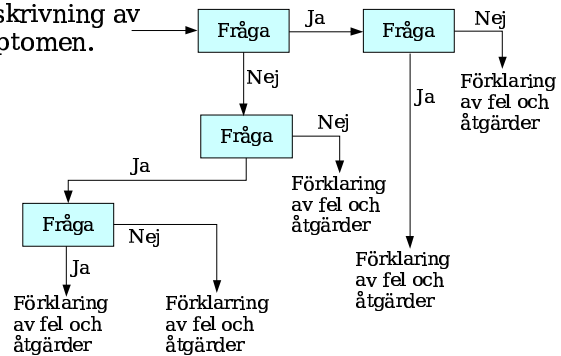 skrivning av
ptomen.
Fråga
Ja
Fråga
Nej
Förklaring
av fel och
åtgärder
Ja
Förklaring
av fel och
åtgärder
Nej
Fråga
Nej
Förklaring
av fel och
åtgärder
Ja
Fråga
Nej
Förklarring
av fel och
åtgärder
Ja
Förklaring
av fel och
åtgärder